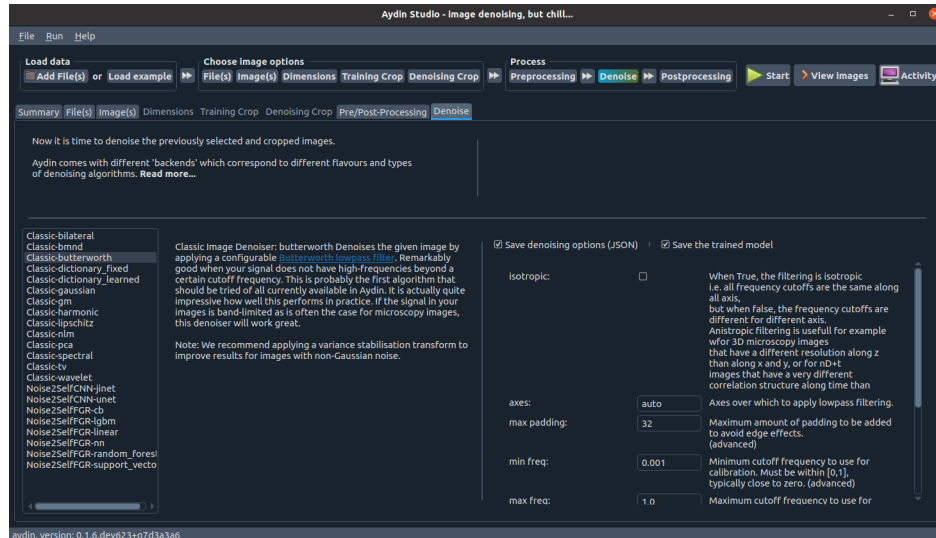 Aydin Studio - image denoising, but chill...
File Run Help
Load data
Choose image options
Process
Add File(s) or Load example
File(s) Image(s) Dimensions Training Crop Denoising Crop
Preprocessing Denoise Postprocessing
Start
View images
Activity
Summary File(s) Image(s) Dimensions Training Crop Denoising Crop Pre/Post-Processing Denoise
Now it is time to denoise the previously selected and cropped images.
Aydin comes with different 'backends' which correspond to different flavours and types
of denoising algorithms. Read more...
Classic-bilateral
Classic-bmnd
Classic-butterworth
Classic-dictionary_fixed
Classic-dictionary_learned
Classic-gaussian
Classic-gm
Classic-harmonic
Classic-lipschitz
Classic-nlm
Classic-pca
Classic-spectral
Classic-tv
Classic-wavelet
Noise2SelfCNN-jinet
Noise2SelfCNN-unet
Noise2SelfFGR-cb
Noise2SelfFGR-lgbm
Noise2SelfFGR-linear
Noise2SelfFGR-nn
Noise2SelfFGR-random_forest
Noise2SelfFGR-support_vecto
Classic Image Denoiser: butterworth Denoises the given image by
applying a configurable Butterworth lowpass filter. Remarkably
good when your signal does not have high-frequencies beyond a
certain cutoff frequency. This is probably the first algorithm that
should be tried of all currently available in Aydin. It is actually quite
impressive how well this performs in practice. If the signal in your
images is band-limited as is often the case for microscopy images,
this denoiser will work great.
Note: We recommend applying a variance stabilisation transform to
improve results for images with non-Gaussian noise.
Save denoising options (JSON)
Save the trained model
isotropic:
When True, the filtering is isotropic
i.e. all frequency cutoffs are the same along
all axis,
but when false, the frequency cutoffs are
different for different axis.
Anistropic filtering is usefull for example
wfor 3D microscopy images
that have a different resolution along z
than along x and y, or for nD+t
images that have a very different
correlation structure along time than
axes:
auto
Axes over which to apply lowpass filtering.
max padding:
32
Maximum amount of padding to be added
to avoid edge effects.
(advanced)
min freq:
0.001
Minimum cutoff frequency to use for
calibration. Must be within [0,1],
typically close to zero. (advanced)
max freq:
1.0
Maximum cutoff frequency to use for
aydin, version: 0.1.6.dev623+g7d3a3a6